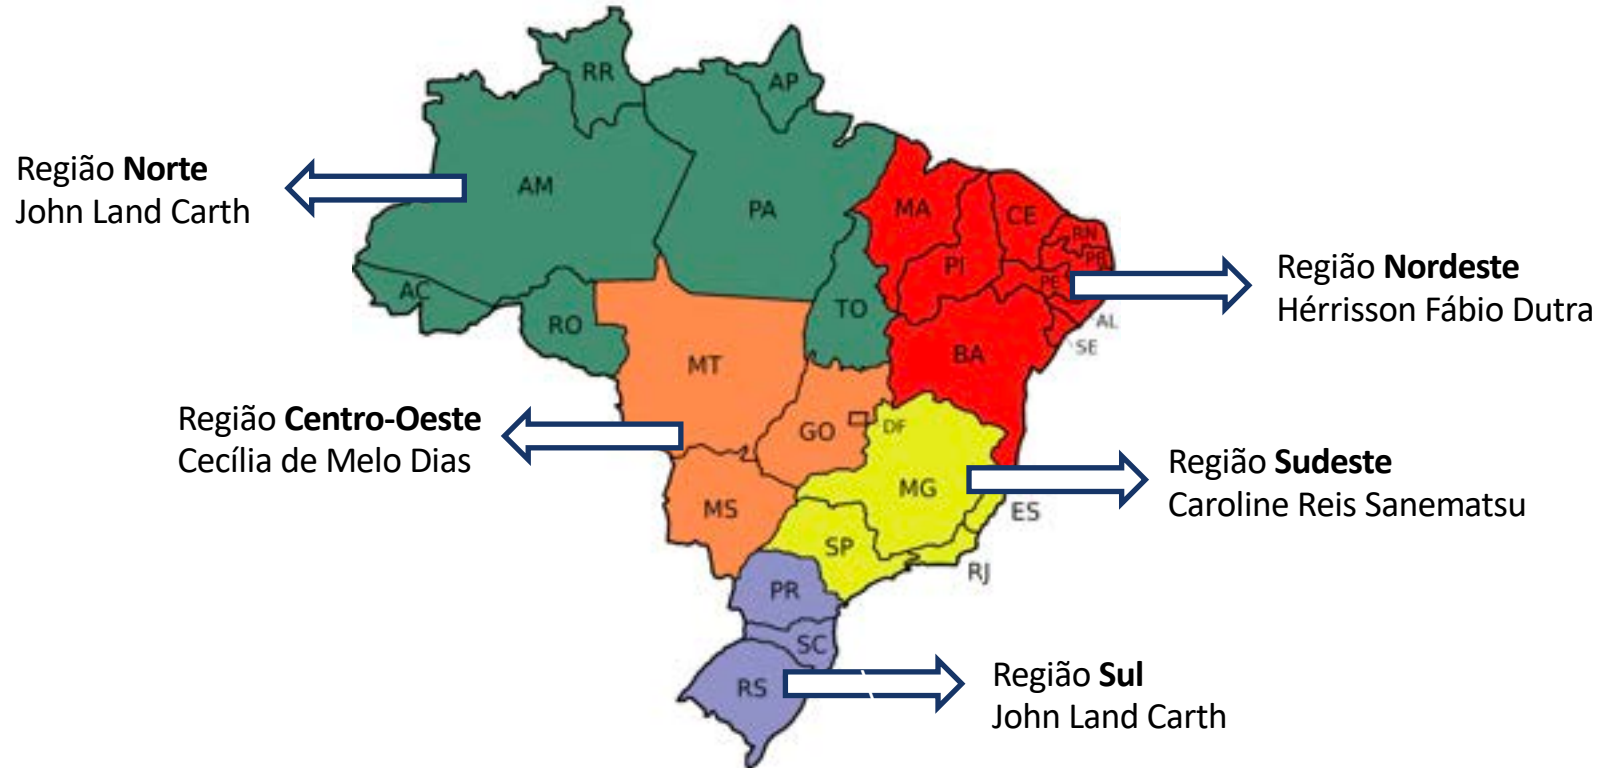 RR
AP
Região Norte
John Land Carth
AM
PA
MA
CE
RN
PB
PI
PE
Região Nordeste
Hérrisson Fábio Dutra
AC
RO
TO
AL
SE
BA
MT
Região Centro-Oeste
Cecília de Melo Dias
GO
DF
Região Sudeste
Caroline Reis Sanematsu
MG
MS
ES
SP
RJ
PR
SC
RS
Região Sul
John Land Carth